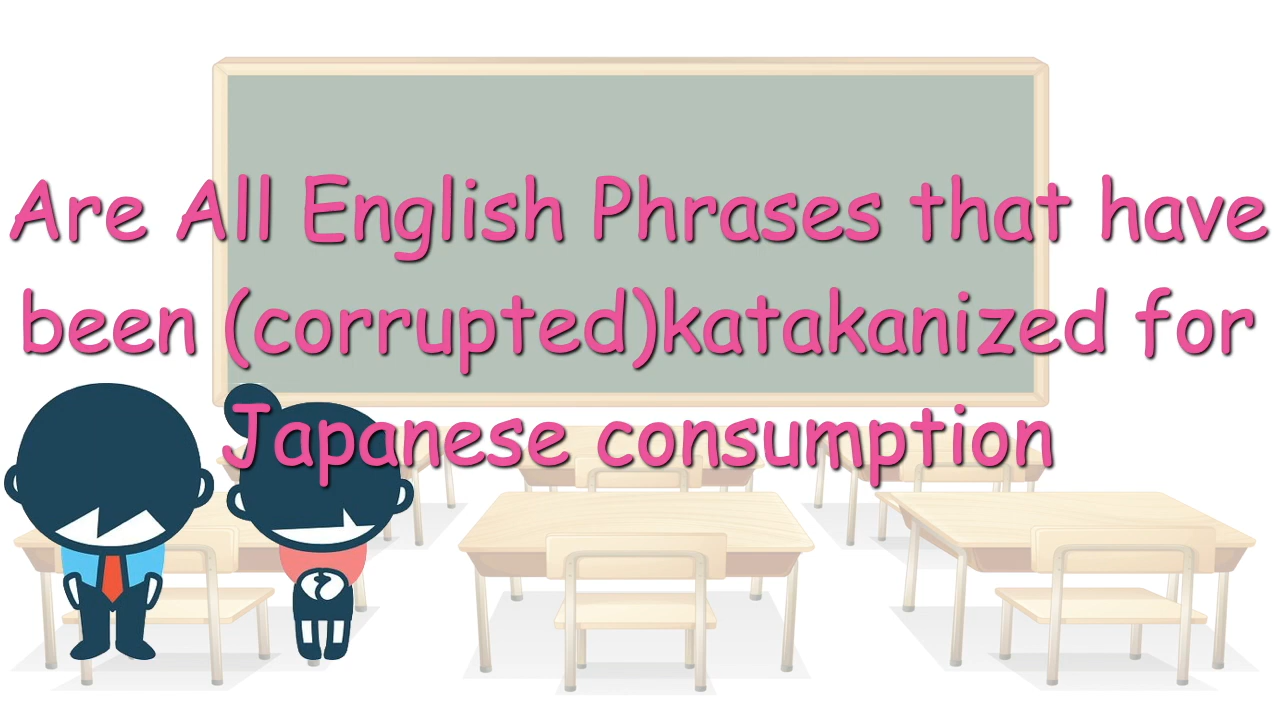 Are All English Phrases that have
been (corrupted)katakanized for
Japanese consumption